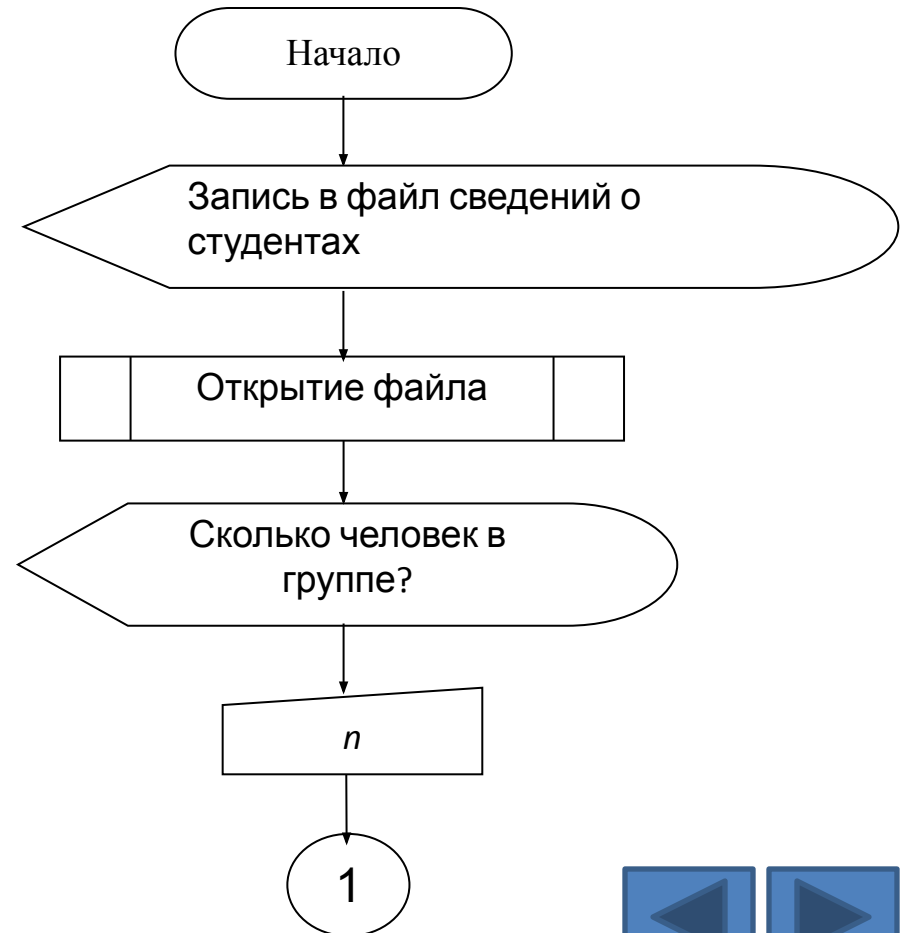 Начало
Запись в файл сведений о
студентах
Открытие файла
Сколько человек в
группе?
n
1